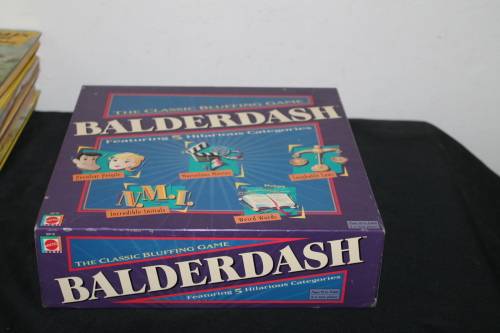 THE CLASSIC BLUFFING GAME
BALDERDASH
Featuring 5 Hilarious Categories
Peculiar People
Marvelous Movies
Laughable Laws
N.M.I.
Incredible Initials
Weird Words
THE CLASSIC BLUFFING GAME
BALDERDASH™
Featuring 5 Hilarious Categories